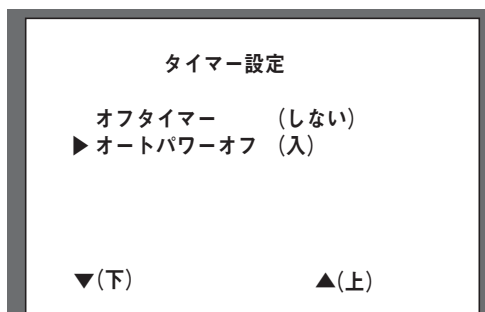 タイマー設定
オフタイマー （しない）
▶オートパワーオフ （入）
▼（下） ▲（上）